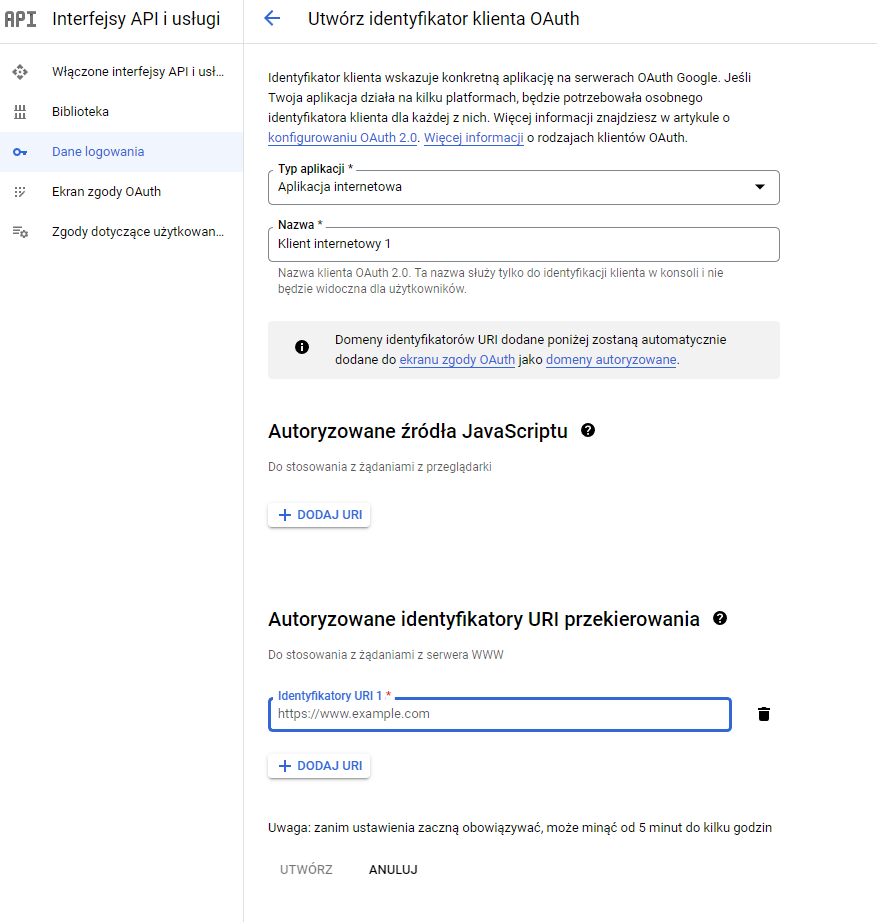 API Interfejsy API i usługi
Utwórz identyfikator klienta OAuth
Włączone interfejsy API i usł...
Biblioteka
Dane logowania
Ekran zgody OAuth
Zgody dotyczące użytkowan...
Identyfikator klienta wskazuje konkretną aplikację na serwerach OAuth Google. Jeśli
Twoja aplikacja działa na kilku platformach, będzie potrzebowała osobnego
identyfikatora klienta dla każdej z nich. Więcej informacji znajdziesz w artykule o
konfigurowaniu OAuth 2.0. Więcej informacji o rodzajach klientów OAuth.
Typ aplikacji *
Aplikacja internetowa
Nazwa *
Klient internetowy 1
Nazwa klienta OAuth 2.0. Ta nazwa służy tylko do identyfikacji klienta w konsoli i nie
będzie widoczna dla użytkowników.
Domeny identyfikatorów URI dodane poniżej zostaną automatycznie
dodane do ekranu zgody OAuth jako domeny autoryzowane.
Autoryzowane źródła JavaScriptu
Do stosowania z żądaniami z przeglądarki
+ DODAJ URI
Autoryzowane identyfikatory URI przekierowania
Do stosowania z żądaniami z serwera WWW
Identyfikatory URI 1 *
https://www.example.com
+ DODAJ URI
Uwaga: zanim ustawienia zaczną obowiązywać, może minąć od 5 minut do kilku godzin
UTWÓRZ
ANULUJ